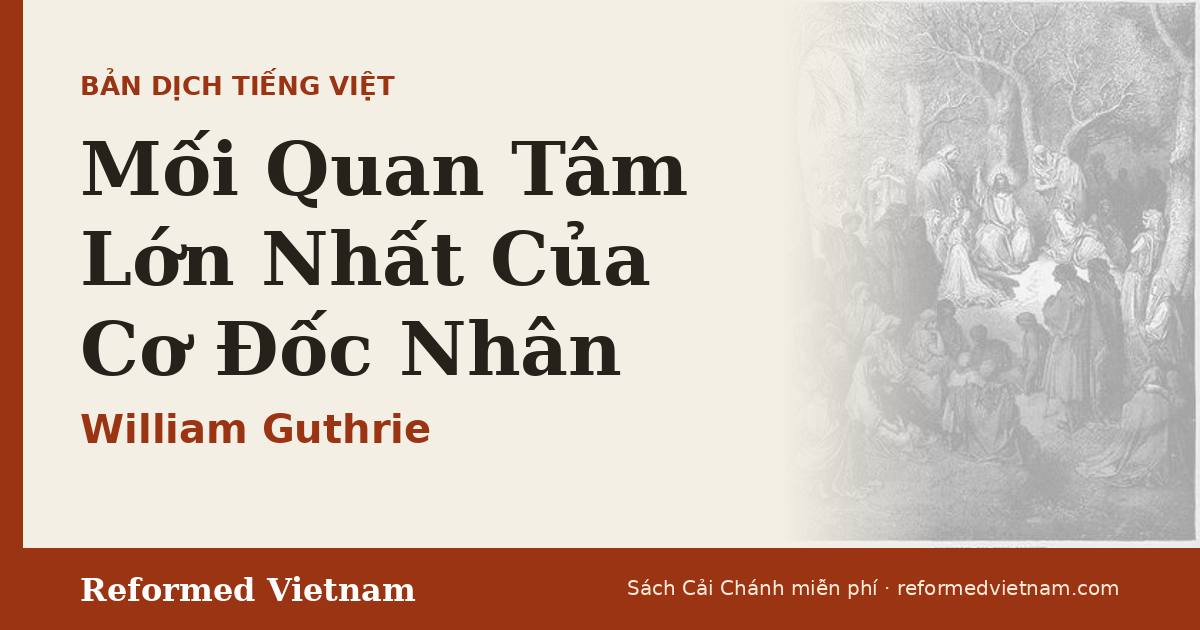 BẢN DỊCH TIẾNG VIỆT
Mối Quan Tâm
Lớn Nhất Của
Cơ Đốc Nhân
William Guthrie
Reformed Vietnam
Sách Cải Chánh miễn phí · reformedvietnam.com